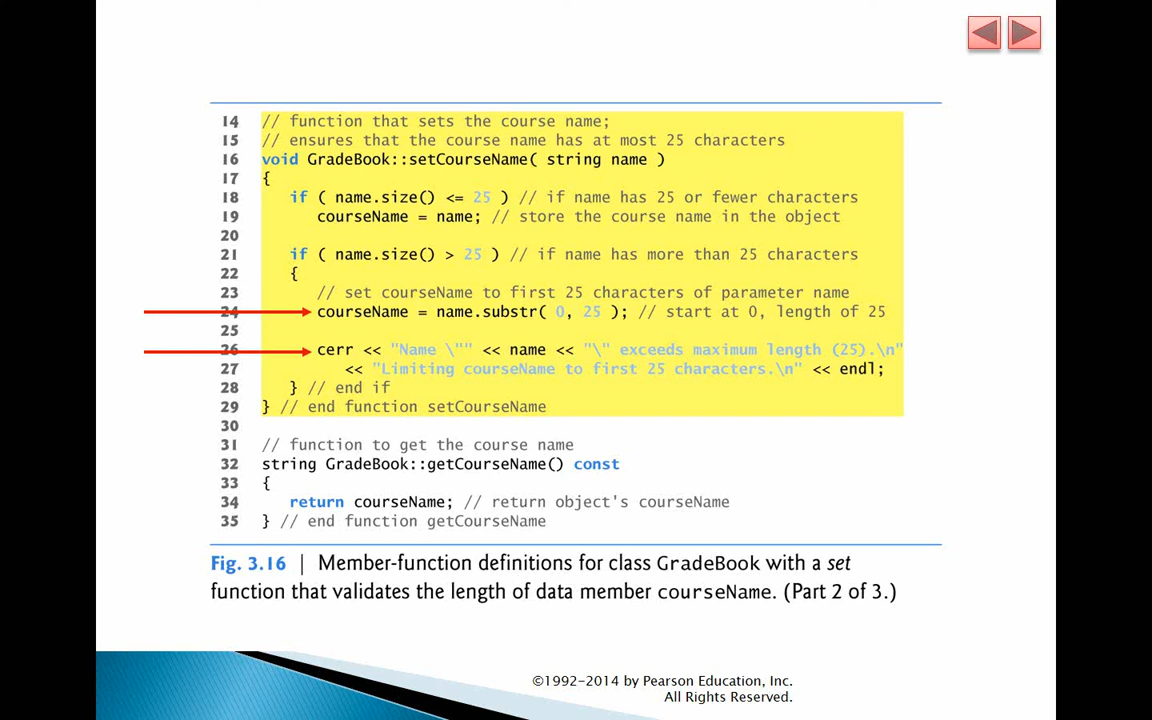 14 // function that sets the course name;
15 // ensures that the course name has at most 25 characters
16 void GradeBook::setCourseName( string name )
17 {
18 if ( name.size() <= 25 ) // if name has 25 or fewer characters
19 courseName = name; // store the course name in the object
20
21 if ( name.size() > 25 ) // if name has more than 25 characters
22 {
23 // set courseName to first 25 characters of parameter name
24 courseName = name.substr( 0, 25 ); // start at 0, length of 25
25
26 cerr << "Name \"" << name << "\" exceeds maximum length (25).\n"
27 << "Limiting courseName to first 25 characters.\n" << endl;
28 } // end if
29 } // end function setCourseName
30
31 // function to get the course name
32 string GradeBook::getCourseName() const
33 {
34 return courseName; // return object's courseName
35 } // end function getCourseName
Fig. 3.16 | Member-function definitions for class GradeBook with a set
function that validates the length of data member courseName. (Part 2 of 3.)
©1992-2014 by Pearson Education, Inc.
All Rights Reserved.